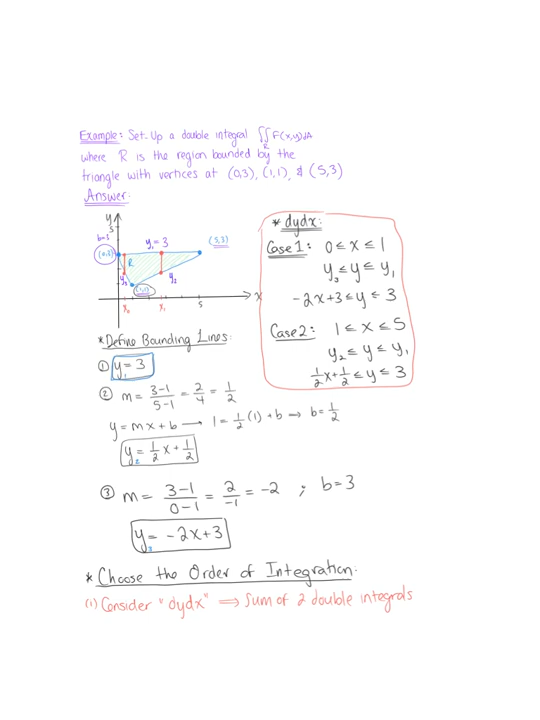 Example: Set-Up a double integral ∬_R F(x,y)dA
where R is the region bounded by the
triangle with vertices at (0,3), (1,1), & (5,3)
Answer:
y
5
b=3
y₁=3
(5,3)
(0,3)
R
y₃
y₂
(1,1)
x₀
x₁
5
x
* dydx:
Case 1: 0≤x≤1
y₃≤y≤y₁
-2x+3≤y≤3
Case 2: 1≤x≤5
y₂≤y≤y₁
1/2x+1/2≤y≤3
*Define Bounding Lines:
① y₁=3
② m= 3-1/5-1 = 2/4 = 1/2
y=mx+b → 1=1/2(1)+b → b=1/2
y₂=1/2x+1/2
③ m= 3-1/0-1 = 2/-1 = -2 ; b=3
y₃= -2x+3
* Choose the Order of Integration:
(1) Consider "dydx" ⟹ Sum of 2 double integrals